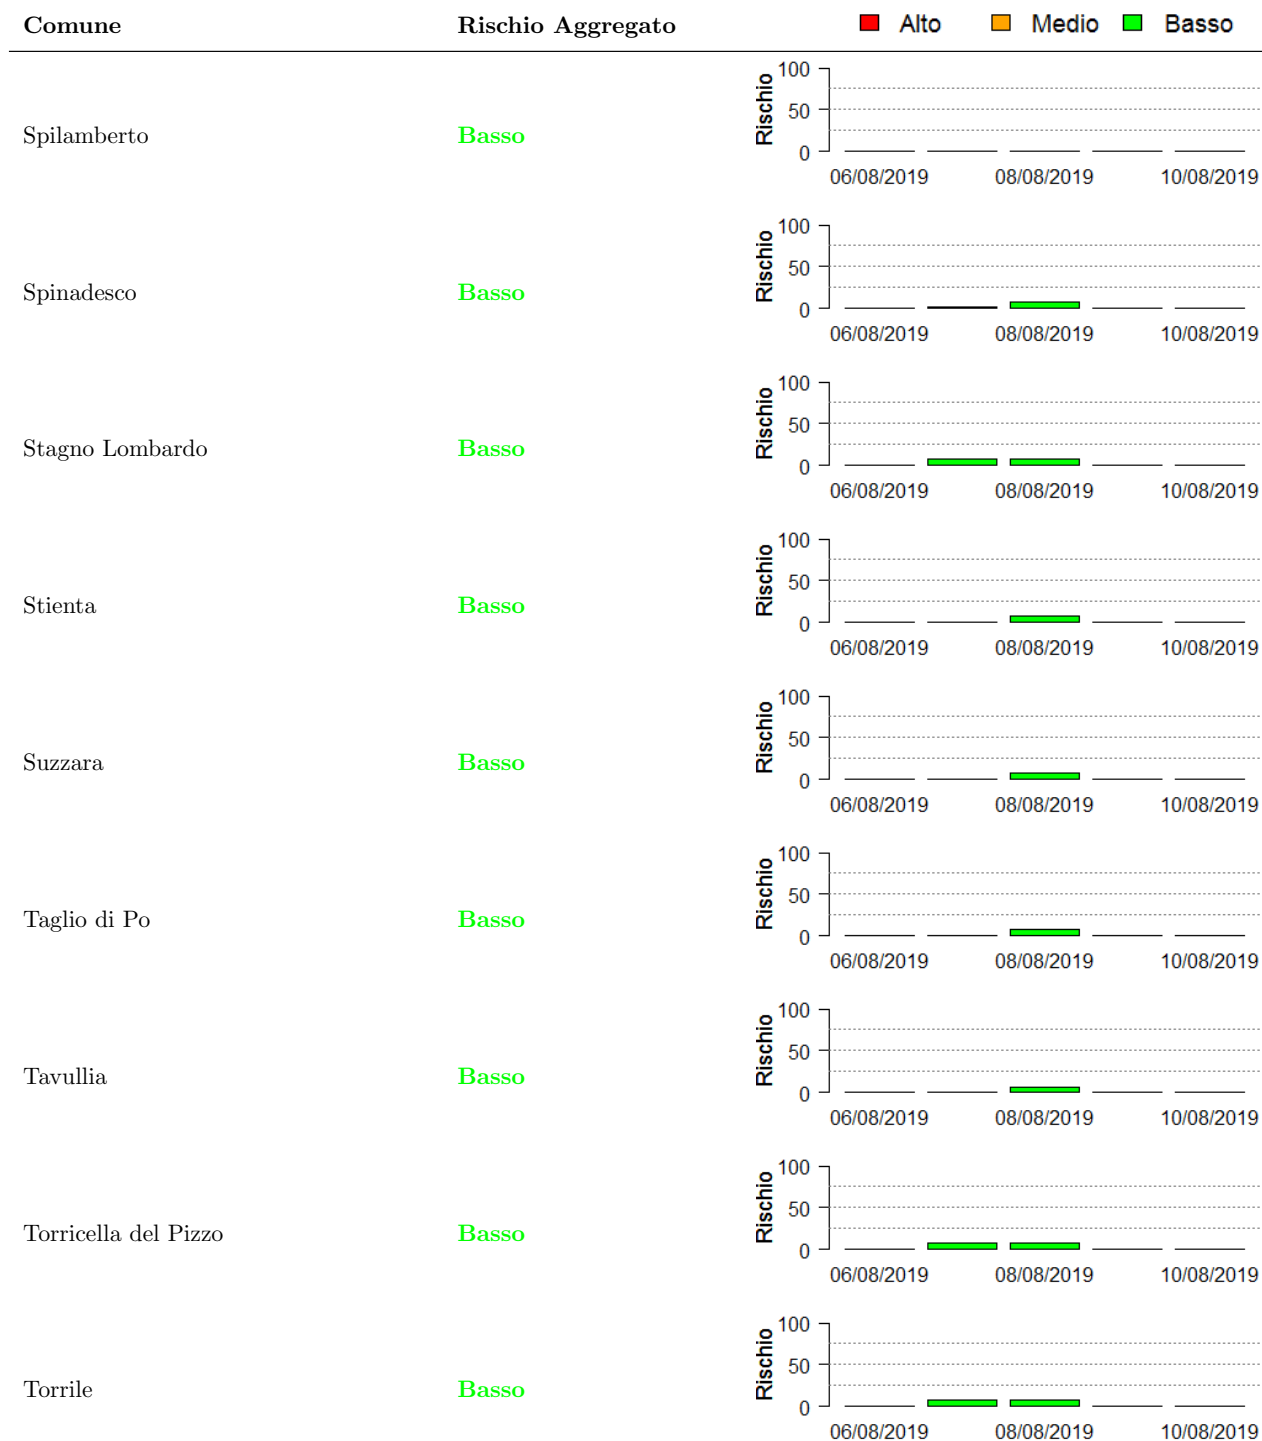 Comune Rischio Aggregato Alto Medio Basso
Spilamberto Basso Rischio 100 50 0
06/08/2019 08/08/2019 10/08/2019
Spinadesco Basso Rischio 100 50 0
06/08/2019 08/08/2019 10/08/2019
Stagno Lombardo Basso Rischio 100 50 0
06/08/2019 08/08/2019 10/08/2019
Stienta Basso Rischio 100 50 0
06/08/2019 08/08/2019 10/08/2019
Suzzara Basso Rischio 100 50 0
06/08/2019 08/08/2019 10/08/2019
Taglio di Po Basso Rischio 100 50 0
06/08/2019 08/08/2019 10/08/2019
Tavullia Basso Rischio 100 50 0
06/08/2019 08/08/2019 10/08/2019
Torricella del Pizzo Basso Rischio 100 50 0
06/08/2019 08/08/2019 10/08/2019
Torrile Basso Rischio 100 50 0
06/08/2019 08/08/2019 10/08/2019